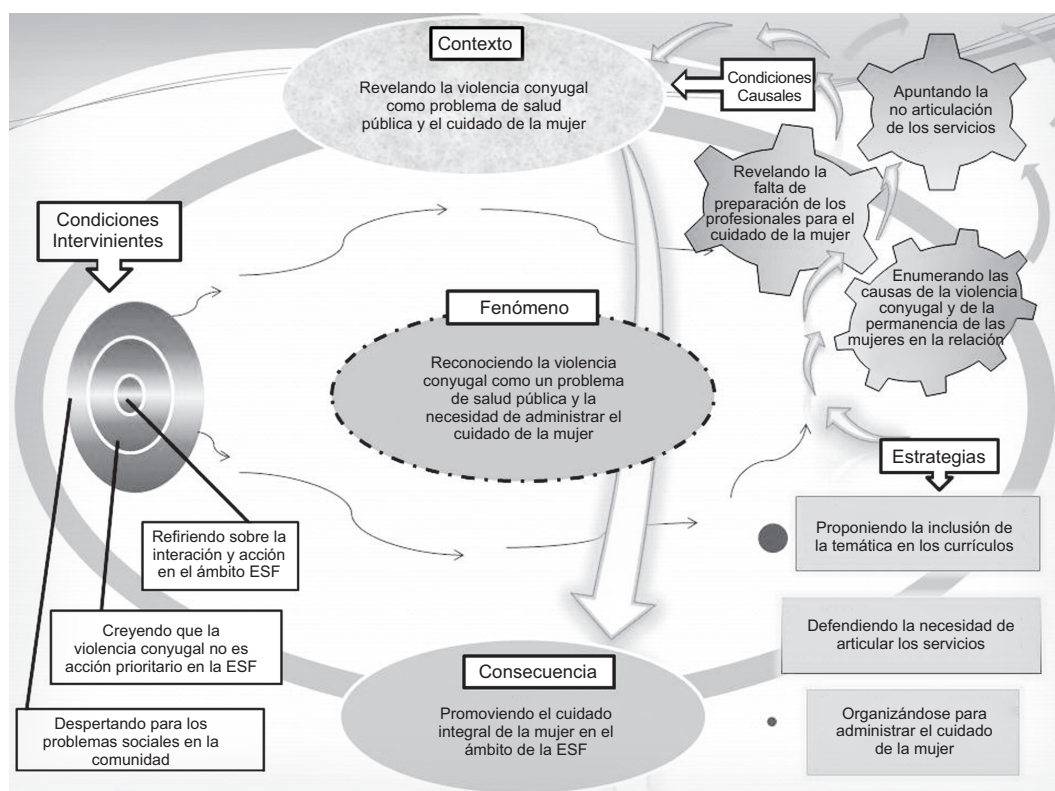 Contexto
Revelando la violencia conyugal
como problema de salud
pública y el cuidado de la mujer
Condiciones
Causales
Apuntando la
no articulación
de los servicios
Revelando la
falta de
preparación de los
profesionales para el
cuidado de la mujer
Enumerando las
causas de la violencia
conyugal y de la
permanencia de las
mujeres en la relación
Condiciones
Intervinientes
Fenómeno
Reconociendo la violencia
conyugal como un problema
de salud pública y la
necesidad de administrar el
cuidado de la mujer
Refiriendo sobre la
interación y acción
en el ámbito ESF
Creyendo que la
violencia conyugal no es
acción prioritario en la ESF
Despertando para los
problemas sociales en la
comunidad
Estrategias
Proponiendo la inclusión de
la temática en los currículos
Defendiendo la necesidad de
articular los servicios
Organizándose para
administrar el cuidado
de la mujer
Consecuencia
Promoviendo el cuidado
integral de la mujer en el
ámbito de la ESF